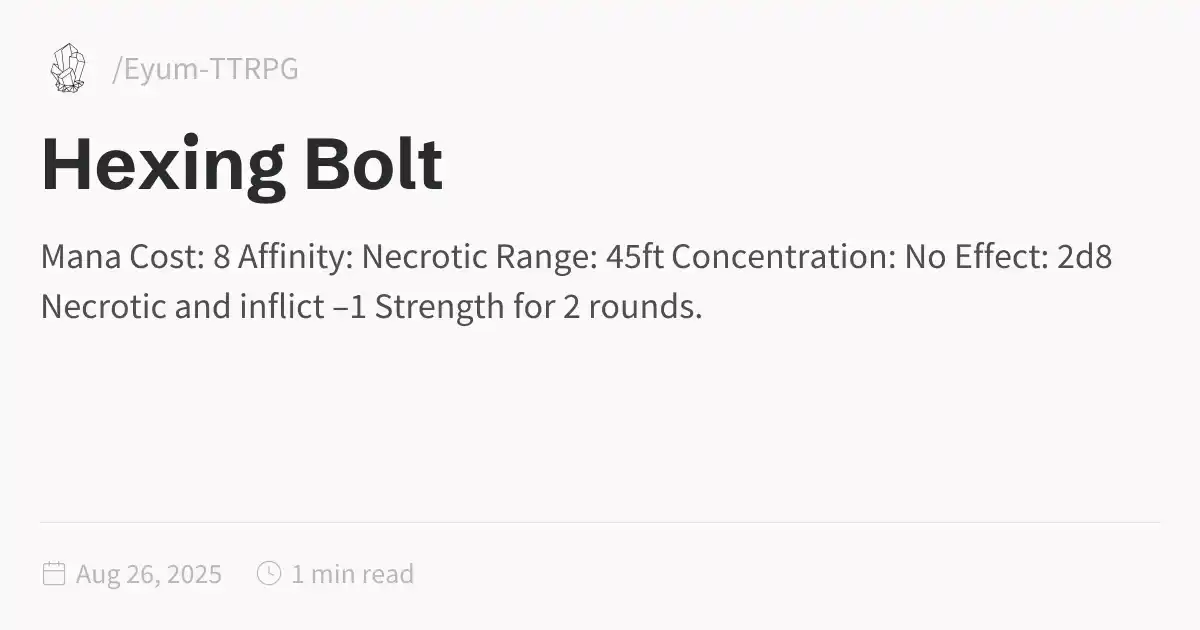 /Eyum-TTRPG
Hexing Bolt
Mana Cost: 8 Affinity: Necrotic Range: 45ft Concentration: No Effect: 2d8
Necrotic and inflict –1 Strength for 2 rounds.
Aug 26, 2025 1 min read